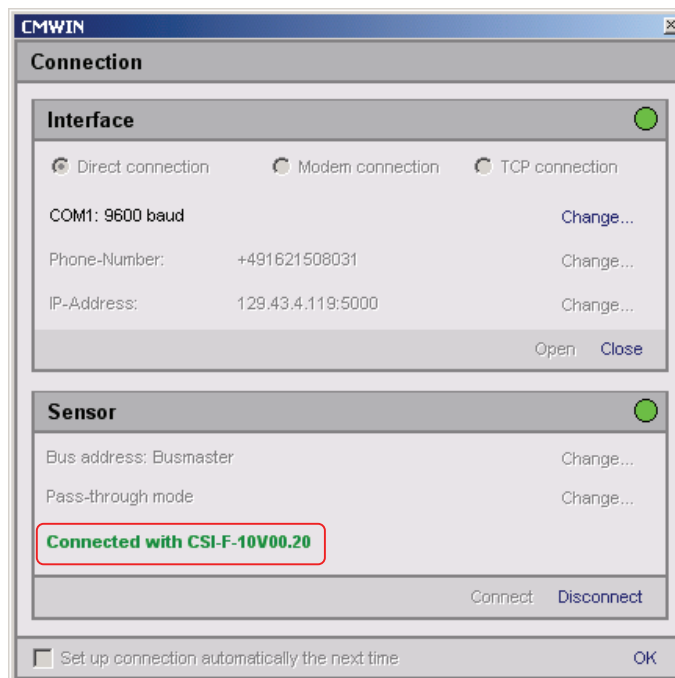 CMWIN
Connection
Interface
Direct connection Modem connection TCP connection
COM1: 9600 baud Change...
Phone-Number: +491621508031 Change...
IP-Address: 129.43.4.119:5000 Change...
Open Close
Sensor
Bus address: Busmaster Change...
Pass-through mode Change...
Connected with CSI-F-10V00.20
Connect Disconnect
Set up connection automatically the next time OK